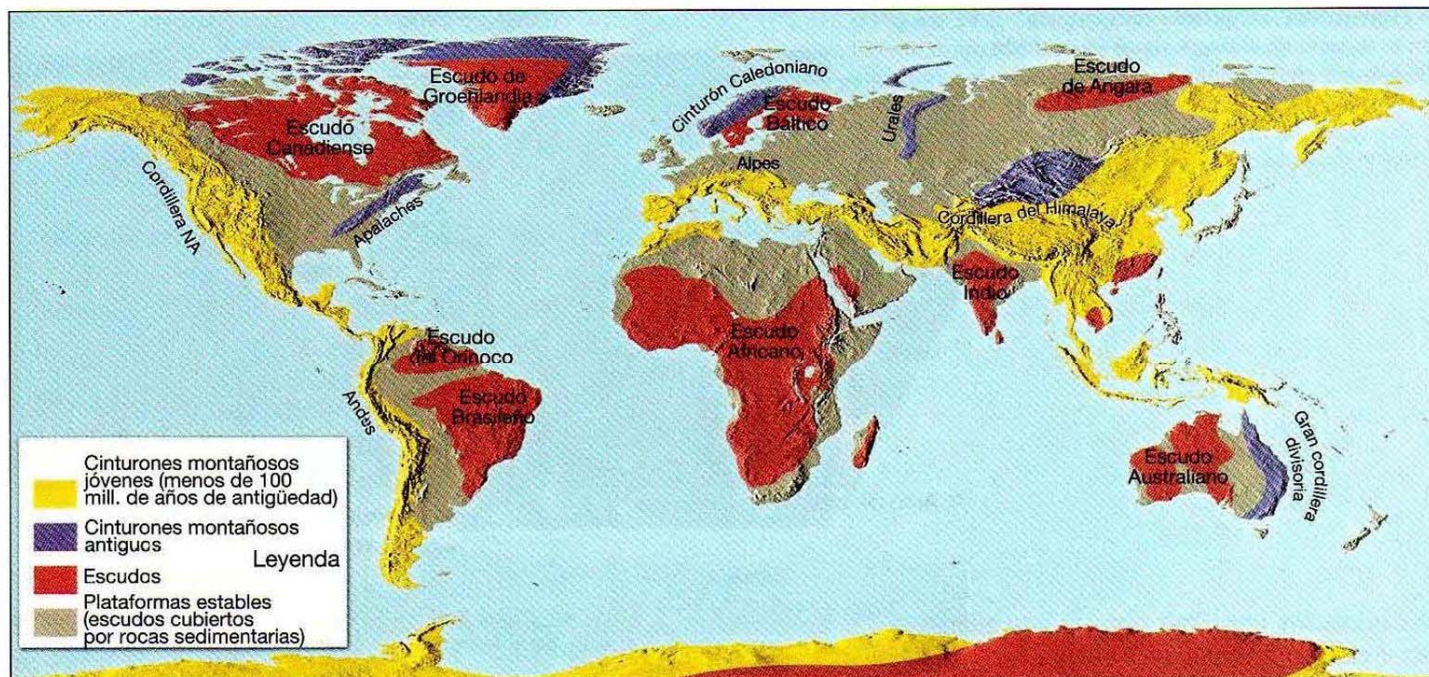 Escudo de
Groenlandia
Escudo
Canadiense
Cinturón Caledoniano
Escudo
Báltico
Urales
Escudo
de Angara
Alpes
Cordillera NA
Apalaches
Cordillera del Himalaya
Escudo
Indio
Escudo
del Orinoco
Escudo
Africano
Andes
Escudo
Brasileño
Escudo
Australiano
Gran cordillera
divisoria
Cinturones montañosos
jóvenes (menos de 100
mill. de años de antigüedad)
Cinturones montañosos
antiguos
Leyenda
Escudos
Plataformas estables
(escudos cubiertos
por rocas sedimentarias)